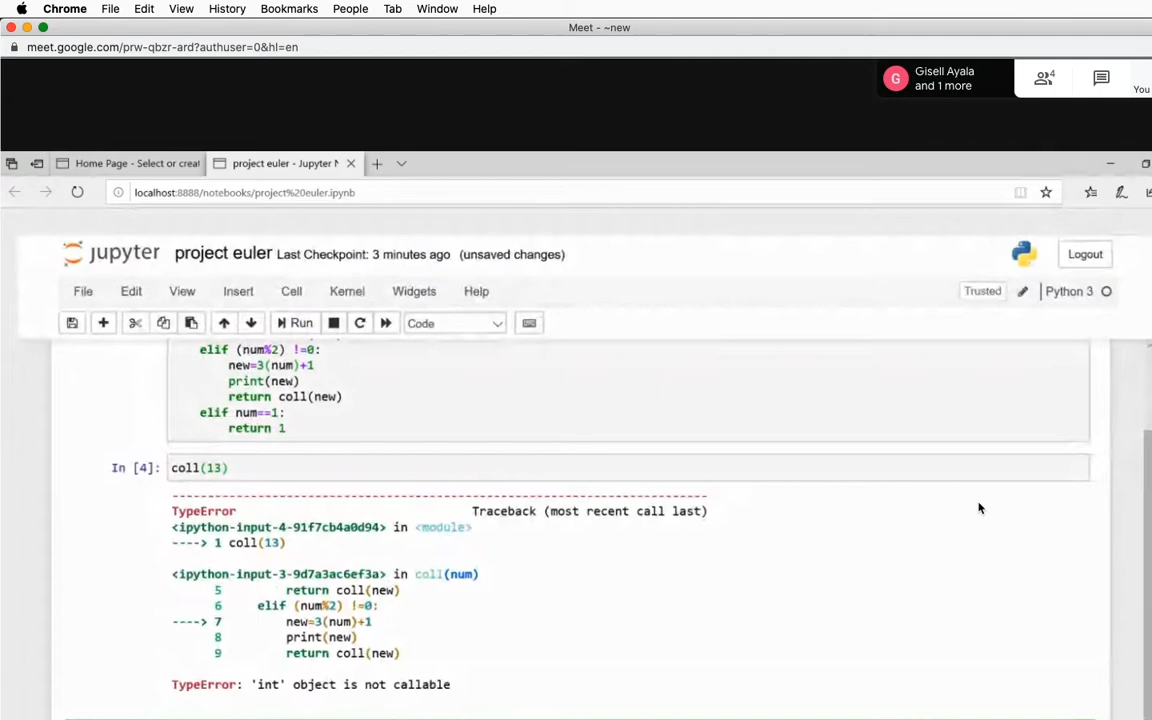 Chrome File Edit View History Bookmarks People Tab Window Help
Meet - ~new
meet.google.com/prw-qbzr-ard?authuser=0&hl=en
G Gisell Ayala and 1 more 4 You
Home Page - Select or creat project euler - Jupyter N
localhost:8888/notebooks/project%20euler.ipynb
jupyter project euler Last Checkpoint: 3 minutes ago (unsaved changes) Logout
File Edit View Insert Cell Kernel Widgets Help Trusted Python 3
Run Code
elif (num%2) !=0:
new=3(num)+1
print(new)
return coll(new)
elif num==1:
return 1
In [4]: coll(13)
---------------------------------------------------------------------------
TypeError Traceback (most recent call last)
<ipython-input-4-91f7cb4a0d94> in <module>
----> 1 coll(13)
<ipython-input-3-9d7a3ac6ef3a> in coll(num)
5 return coll(new)
6 elif (num%2) !=0:
----> 7 new=3(num)+1
8 print(new)
9 return coll(new)
TypeError: 'int' object is not callable